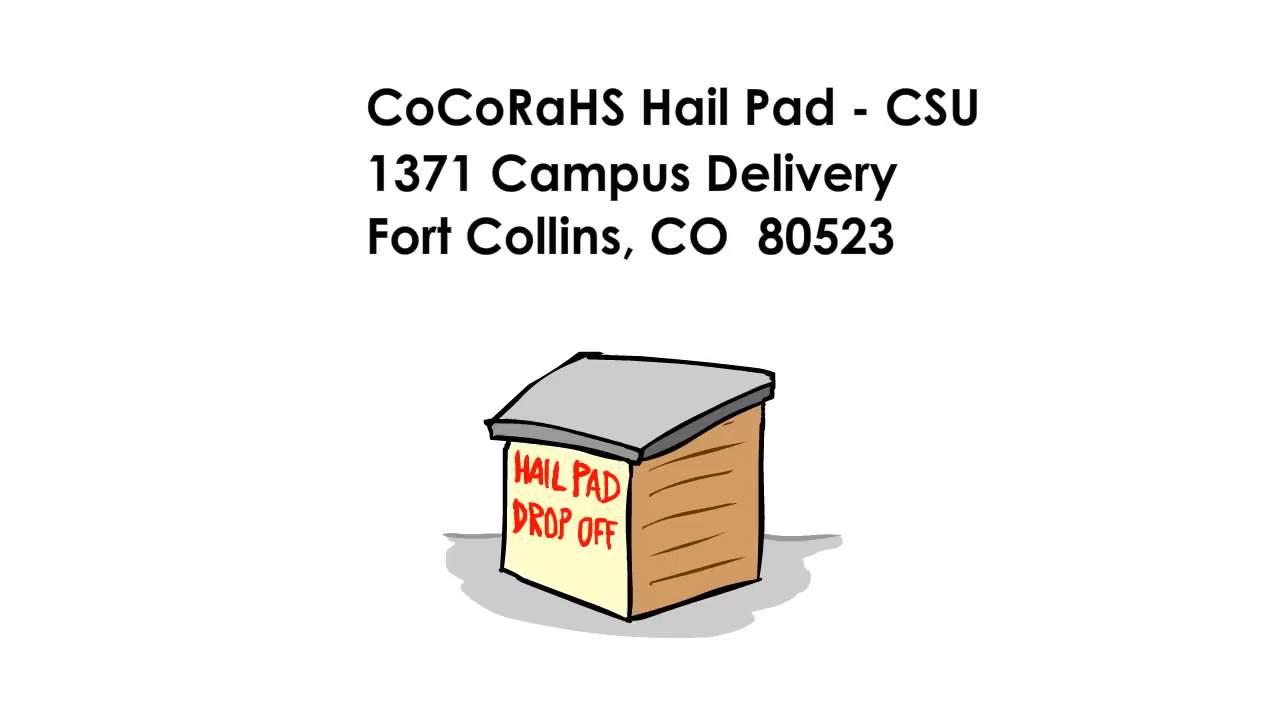 CoCoRaHS Hail Pad - CSU
1371 Campus Delivery
Fort Collins, CO  80523
HAIL PAD
DROP OFF